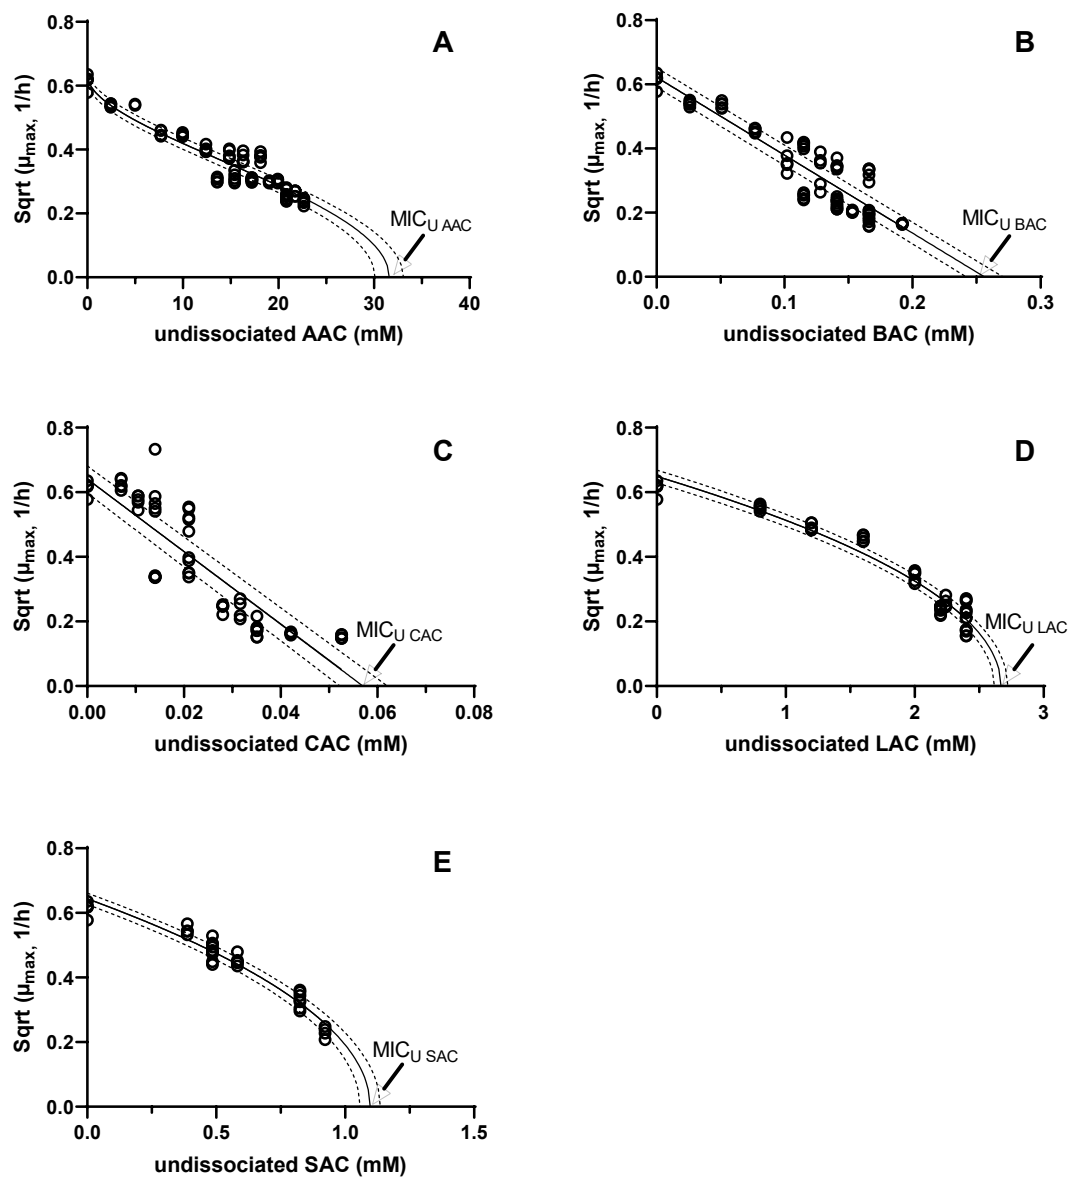 A
Sqrt (μmax, 1/h)
0.8
0.6
0.4
0.2
0.0
MICU AAC
0 10 20 30 40
undissociated AAC (mM)
B
Sqrt (μmax, 1/h)
0.8
0.6
0.4
0.2
0.0
MICU BAC
0.0 0.1 0.2 0.3
undissociated BAC (mM)
C
Sqrt (μmax, 1/h)
0.8
0.6
0.4
0.2
0.0
MICU CAC
0.00 0.02 0.04 0.06 0.08
undissociated CAC (mM)
D
Sqrt (μmax, 1/h)
0.8
0.6
0.4
0.2
0.0
MICU LAC
0 1 2 3
undissociated LAC (mM)
E
Sqrt (μmax, 1/h)
0.8
0.6
0.4
0.2
0.0
MICU SAC
0.0 0.5 1.0 1.5
undissociated SAC (mM)